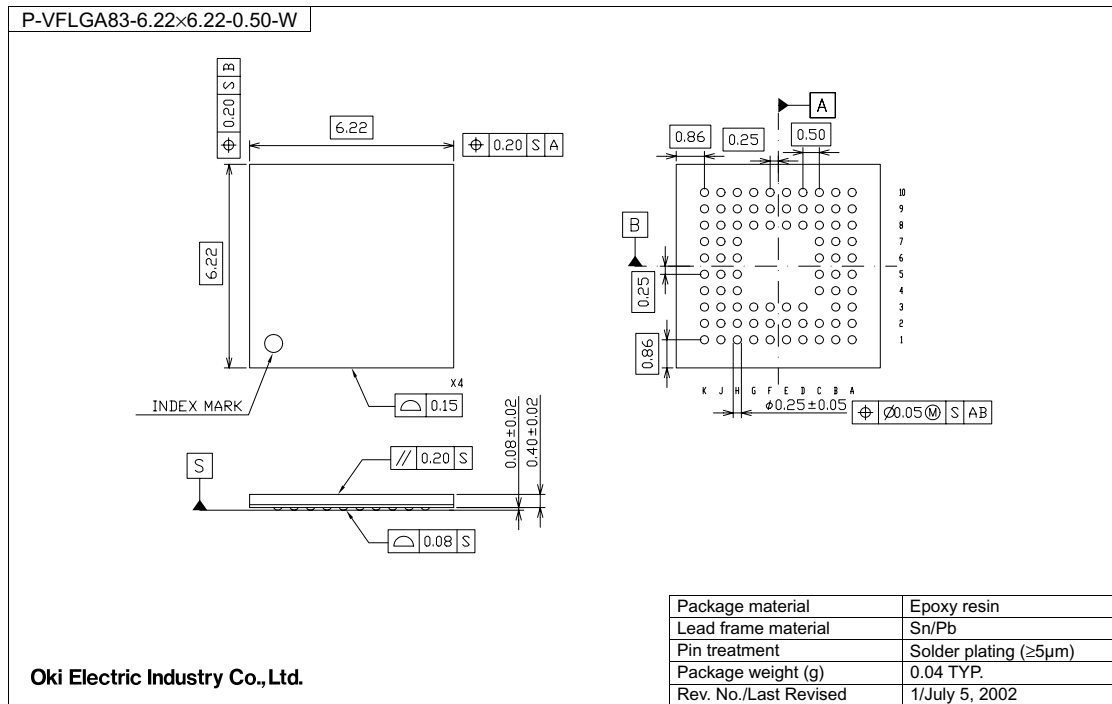 P-VFLGA83-6.22×6.22-0.50-W
⌖ 0.20 S B
6.22
⌖ 0.20 S A
6.22
INDEX MARK
X4
⌓ 0.15
S
// 0.20 S
0.08±0.02
0.40±0.02
⌓ 0.08 S
A
0.86
0.25
0.50
B
0.25
0.86
10
9
8
7
6
5
4
3
2
1
K J H G F E D C B A
ϕ0.25±0.05
⌖ Ø0.05 Ⓜ S AB
Package material Epoxy resin
Lead frame material Sn/Pb
Pin treatment Solder plating (≥5μm)
Package weight (g) 0.04 TYP.
Rev. No./Last Revised 1/July 5, 2002
Oki Electric Industry Co., Ltd.